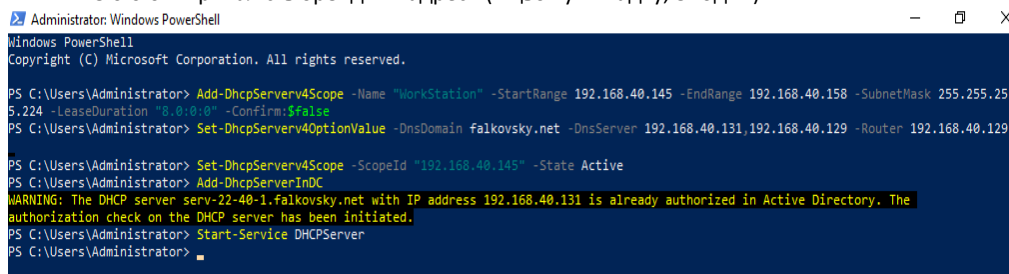 Administrator: Windows PowerShell
Windows PowerShell
Copyright (C) Microsoft Corporation. All rights reserved.
PS C:\Users\Administrator> Add-DhcpServerv4Scope -Name "WorkStation" -StartRange 192.168.40.145 -EndRange 192.168.40.158 -SubnetMask 255.255.25
5.224 -LeaseDuration "8.0:0:0" -Confirm:$false
PS C:\Users\Administrator> Set-DhcpServerv4OptionValue -DnsDomain falkovsky.net -DnsServer 192.168.40.131,192.168.40.129 -Router 192.168.40.129
PS C:\Users\Administrator> Set-DhcpServerv4Scope -ScopeId "192.168.40.145" -State Active
PS C:\Users\Administrator> Add-DhcpServerInDC
WARNING: The DHCP server serv-22-40-1.falkovsky.net with IP address 192.168.40.131 is already authorized in Active Directory. The
authorization check on the DHCP server has been initiated.
PS C:\Users\Administrator> Start-Service DHCPServer
PS C:\Users\Administrator>